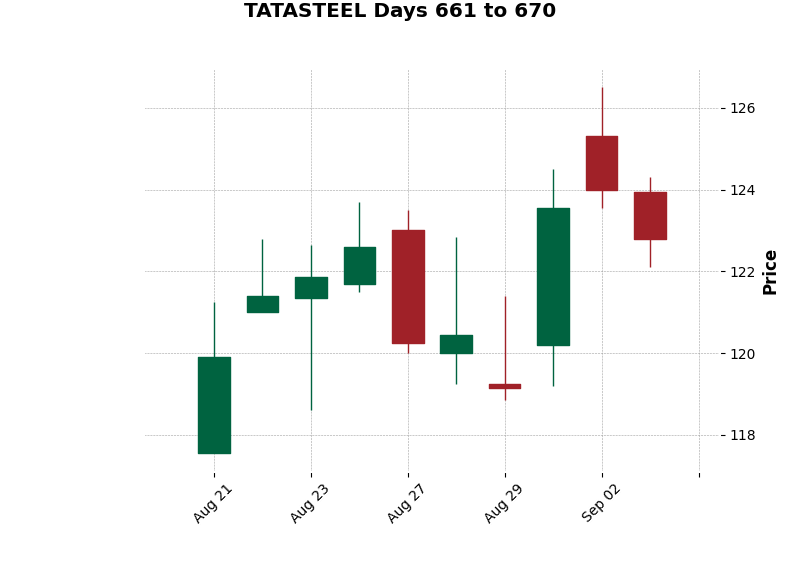 TATASTEEL Days 661 to 670
126
124
122
120
118
Price
Aug 21
Aug 23
Aug 27
Aug 29
Sep 02